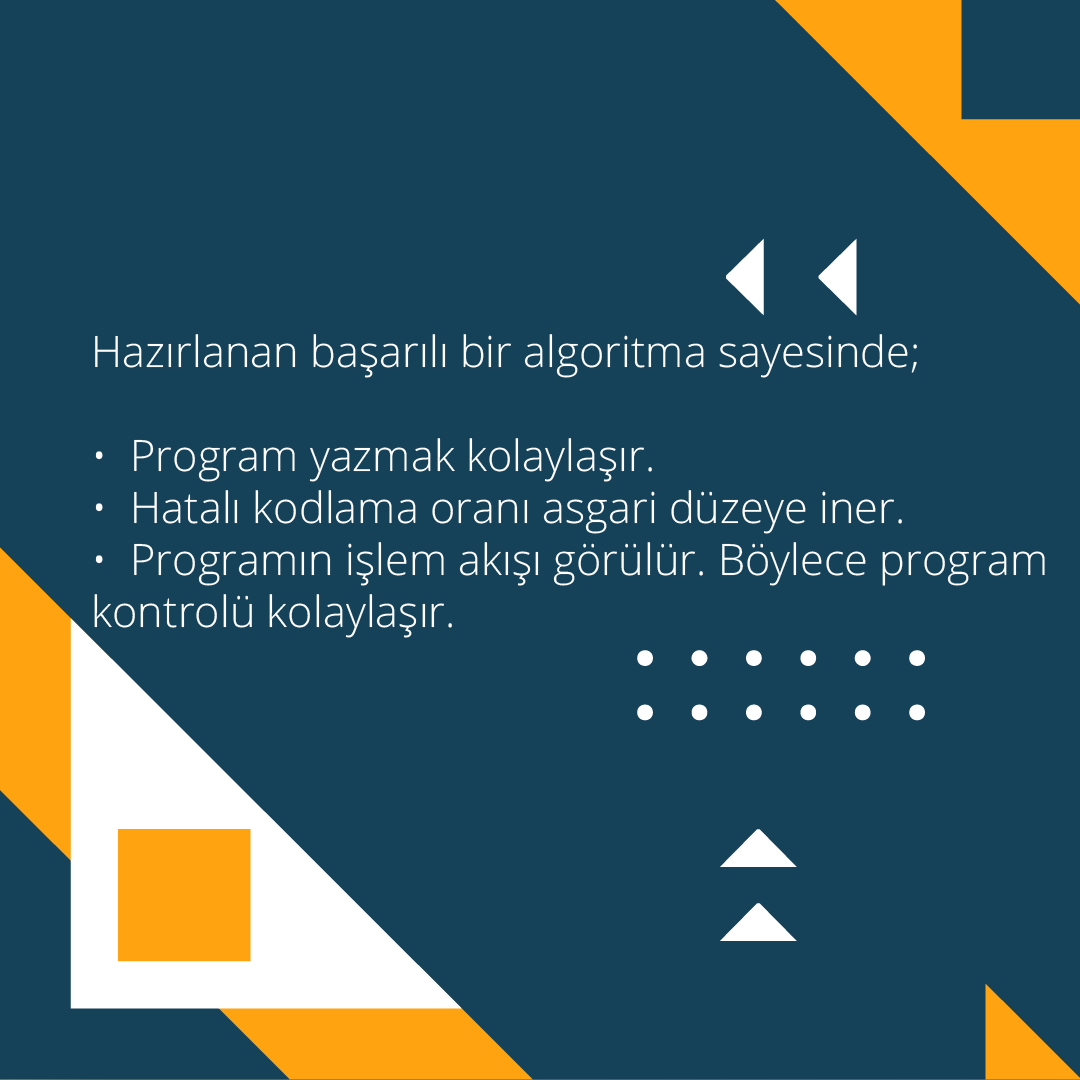 Hazırlanan başarılı bir algoritma sayesinde;
• Program yazmak kolaylaşır.
• Hatalı kodlama oranı asgari düzeye iner.
• Programın işlem akışı görülür. Böylece program
kontrolü kolaylaşır.